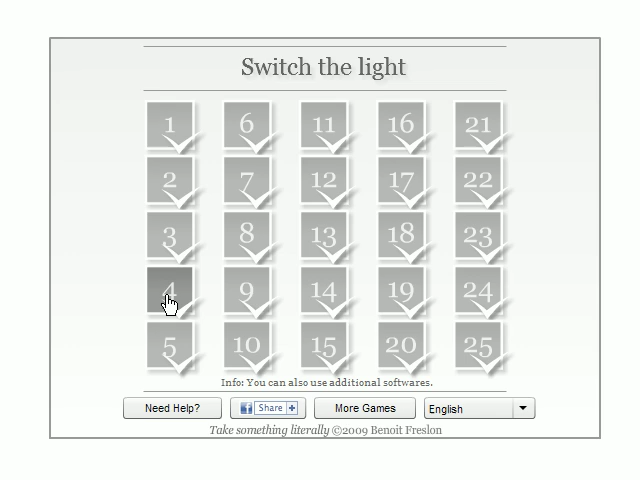 Switch the light
1 6 11 16 21
2 7 12 17 22
3 8 13 18 23
4 9 14 19 24
5 10 15 20 25
Info: You can also use additional softwares.
Need Help? Share More Games English
Take something literally ©2009 Benoit Freslon